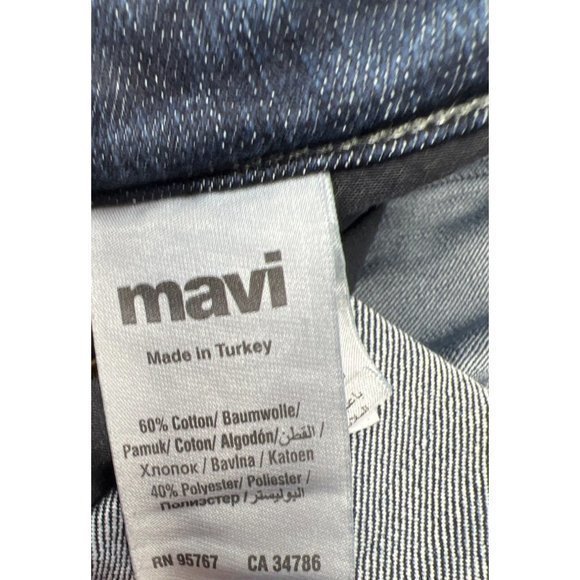 mavi
Made in Turkey
60% Cotton/ Baumwolle/
Pamuk/ Coton/ Algodón/القطن/
Хлопок / Bavlna / Katoen
40% Polyester/ Poliester/
Полиэстер/ البوليستر/
RN 95767 CA 34786